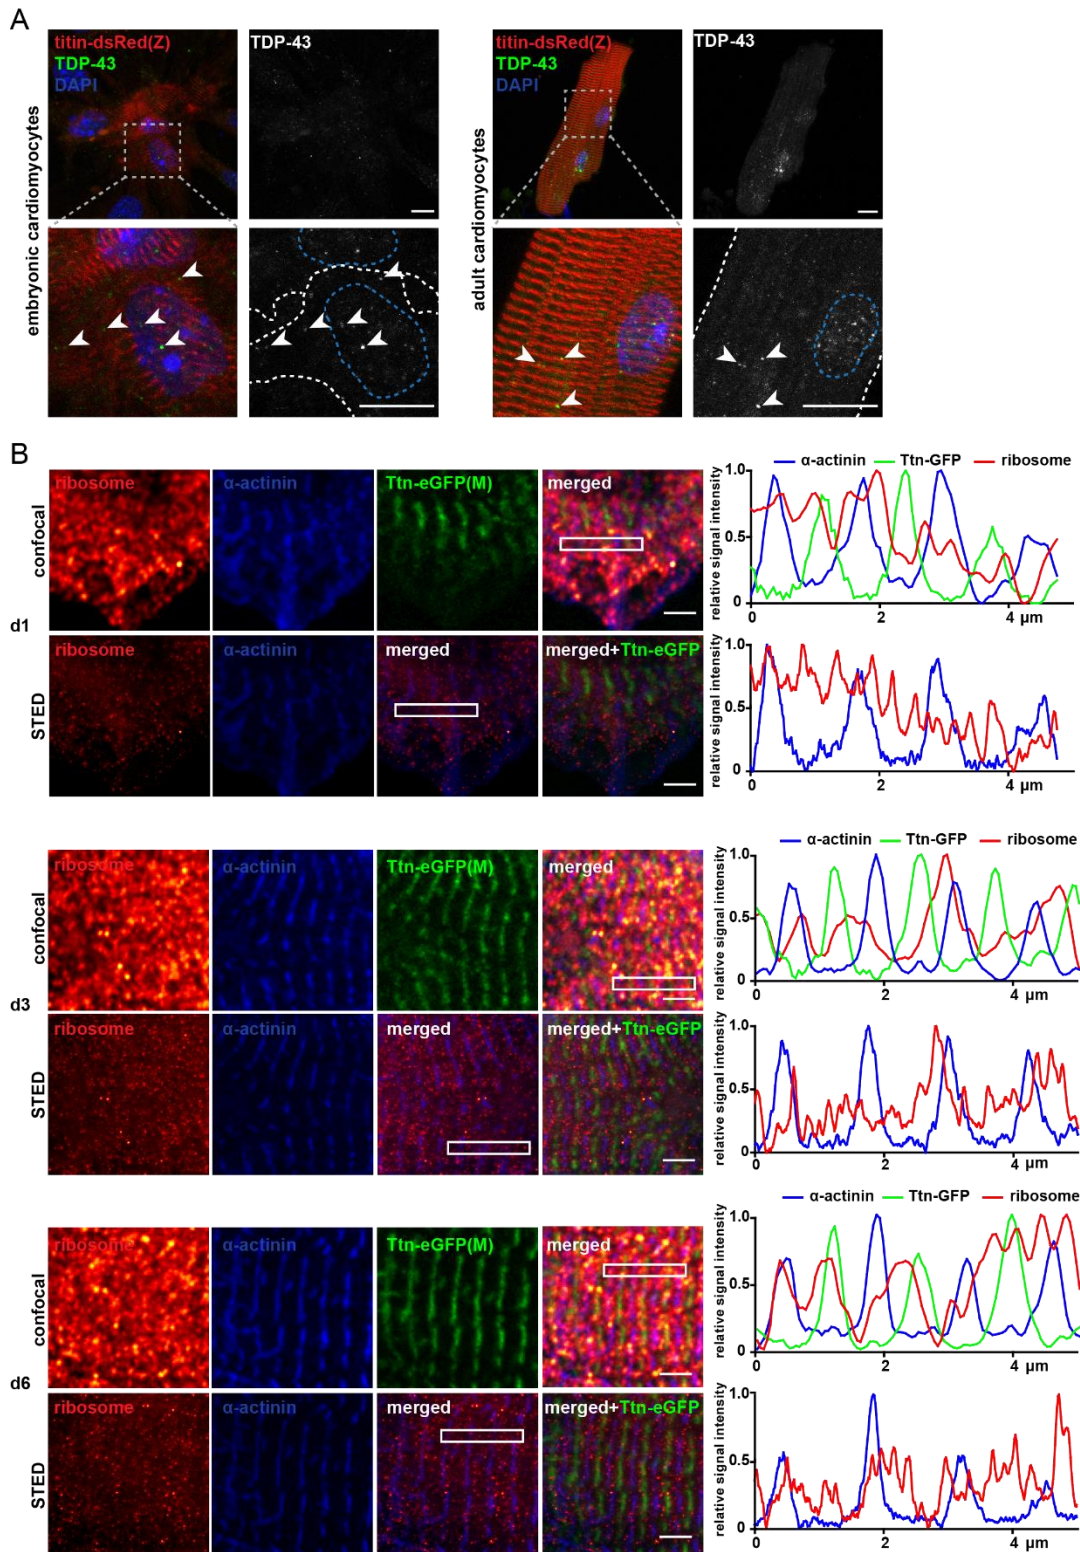 A
titin-dsRed(Z)
TDP-43
DAPI
TDP-43
embryonic cardiomyocytes
titin-dsRed(Z)
TDP-43
DAPI
TDP-43
adult cardiomyocytes
B
confocal
ribosome
α-actinin
Ttn-eGFP(M)
merged
d1
STED
ribosome
α-actinin
merged
merged+Ttn-eGFP
α-actinin Ttn-GFP ribosome
relative signal intensity
1.0
0.5
0
0 2 4 µm
relative signal intensity
1.0
0.5
0
0 2 4 µm
confocal
ribosome
α-actinin
Ttn-eGFP(M)
merged
d3
STED
ribosome
α-actinin
merged
merged+Ttn-eGFP
α-actinin Ttn-GFP ribosome
relative signal intensity
1.0
0.5
0
0 2 4 µm
relative signal intensity
1.0
0.5
0
0 2 4 µm
confocal
ribosome
α-actinin
Ttn-eGFP(M)
merged
d6
STED
ribosome
α-actinin
merged
merged+Ttn-eGFP
α-actinin Ttn-GFP ribosome
relative signal intensity
1.0
0.5
0
0 2 4 µm
relative signal intensity
1.0
0.5
0
0 2 4 µm